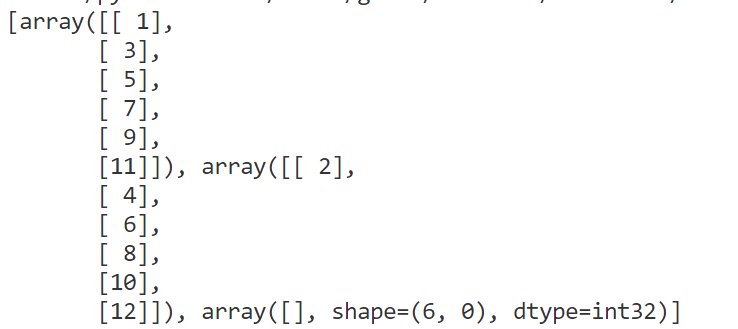 [array([[ 1],
       [ 3],
       [ 5],
       [ 7],
       [ 9],
       [11]]), array([[ 2],
       [ 4],
       [ 6],
       [ 8],
       [10],
       [12]]), array([], shape=(6, 0), dtype=int32)]